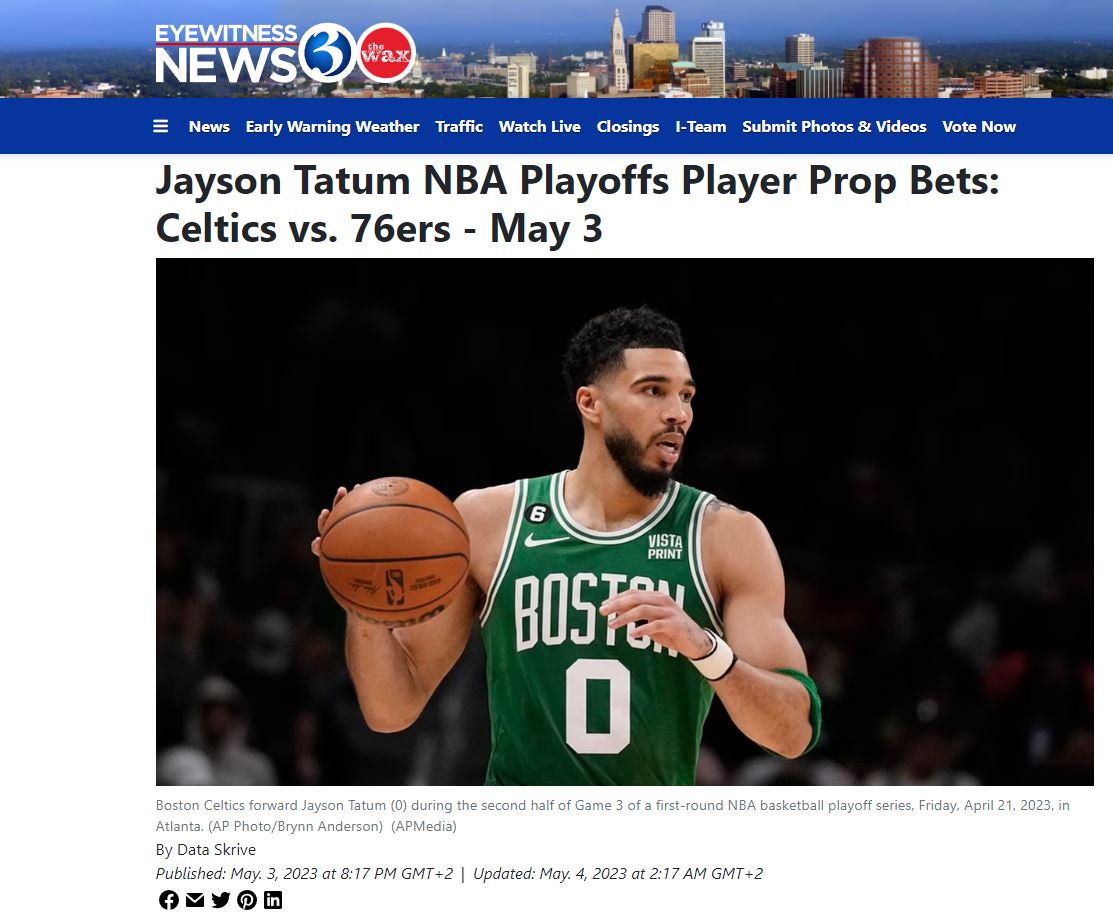 EYEWITNESS
NEWS 3
the
wax
News Early Warning Weather Traffic Watch Live Closings I-Team Submit Photos & Videos Vote Now
Jayson Tatum NBA Playoffs Player Prop Bets:
Celtics vs. 76ers - May 3
6
VISTA
PRINT
BOSTON
0
Boston Celtics forward Jayson Tatum (0) during the second half of Game 3 of a first-round NBA basketball playoff series, Friday, April 21, 2023, in
Atlanta. (AP Photo/Brynn Anderson) (APMedia)
By Data Skrive
Published: May. 3, 2023 at 8:17 PM GMT+2 | Updated: May. 4, 2023 at 2:17 AM GMT+2